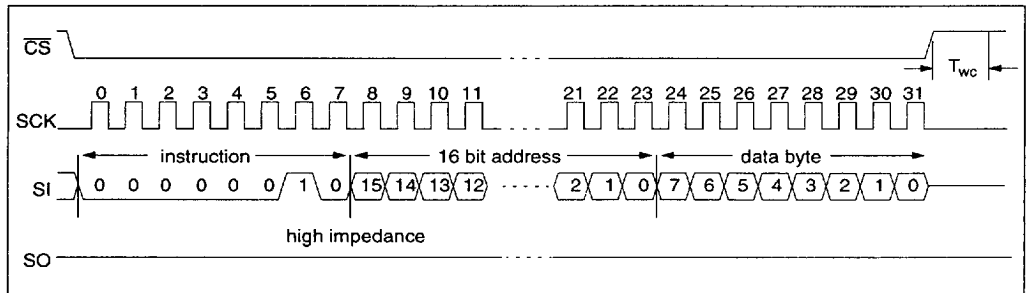 CS
T_WC
0 1 2 3 4 5 6 7 8 9 10 11 21 22 23 24 25 26 27 28 29 30 31
SCK
instruction 16 bit address data byte
SI 0 0 0 0 0 0 1 0 15 14 13 12 2 1 0 7 6 5 4 3 2 1 0
high impedance
SO